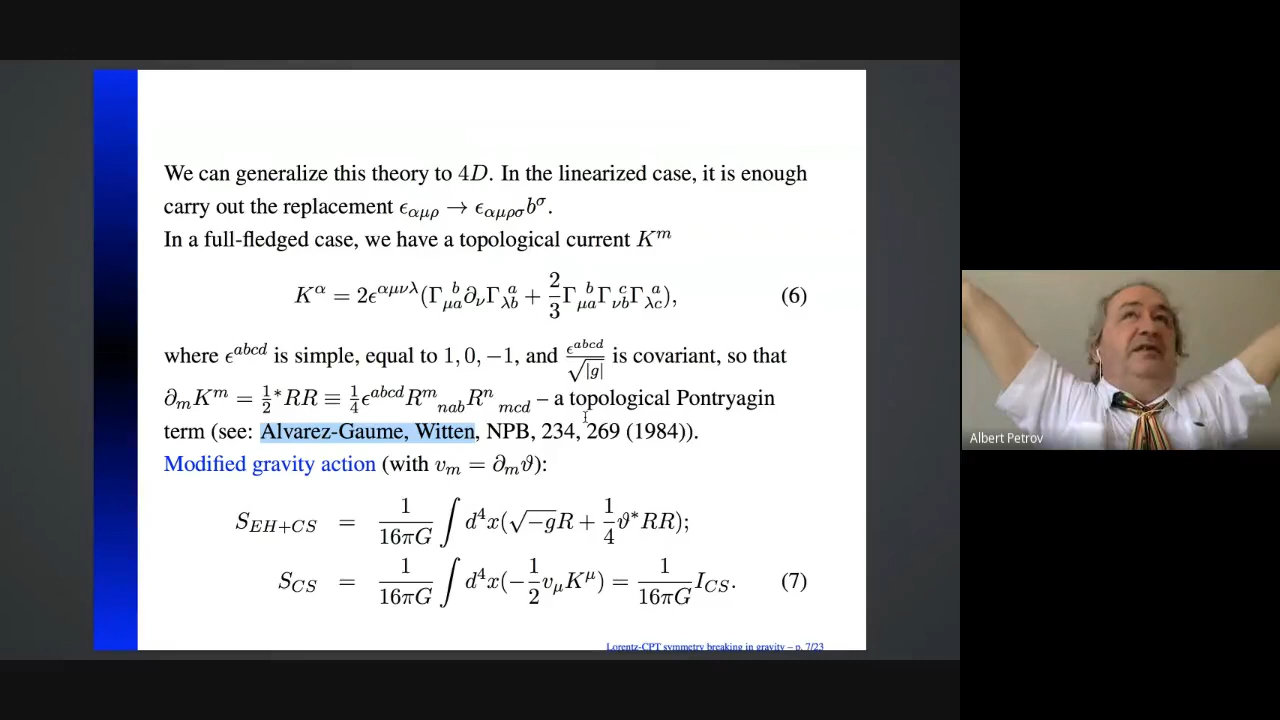 We can generalize this theory to 4D. In the linearized case, it is enough
carry out the replacement ϵ_{αμρ} → ϵ_{αμρσ}b^σ.
In a full-fledged case, we have a topological current K^m
K^α = 2ϵ^{αμνλ}(Γ_{μa}^b ∂_νΓ_{λb}^a + 2/3 Γ_{μa}^b Γ_{νb}^c Γ_{λc}^a), (6)
where ϵ^{abcd} is simple, equal to 1, 0, −1, and ϵ^{abcd}/√|g| is covariant, so that
∂_mK^m = 1/2 *RR ≡ 1/4 ϵ^{abcd}R^m_{nab}R^n_{mcd} – a topological Pontryagin
term (see: Alvarez-Gaume, Witten, NPB, 234, 269 (1984)).
Modified gravity action (with v_m = ∂_mϑ):
S_{EH+CS} = 1/16πG ∫ d^4x(√−g R + 1/4 ϑ*RR);
S_{CS} = 1/16πG ∫ d^4x(−1/2 v_μK^μ) = 1/16πG I_{CS}. (7)
Lorentz-CPT symmetry breaking in gravity – p. 7/23
Albert Petrov